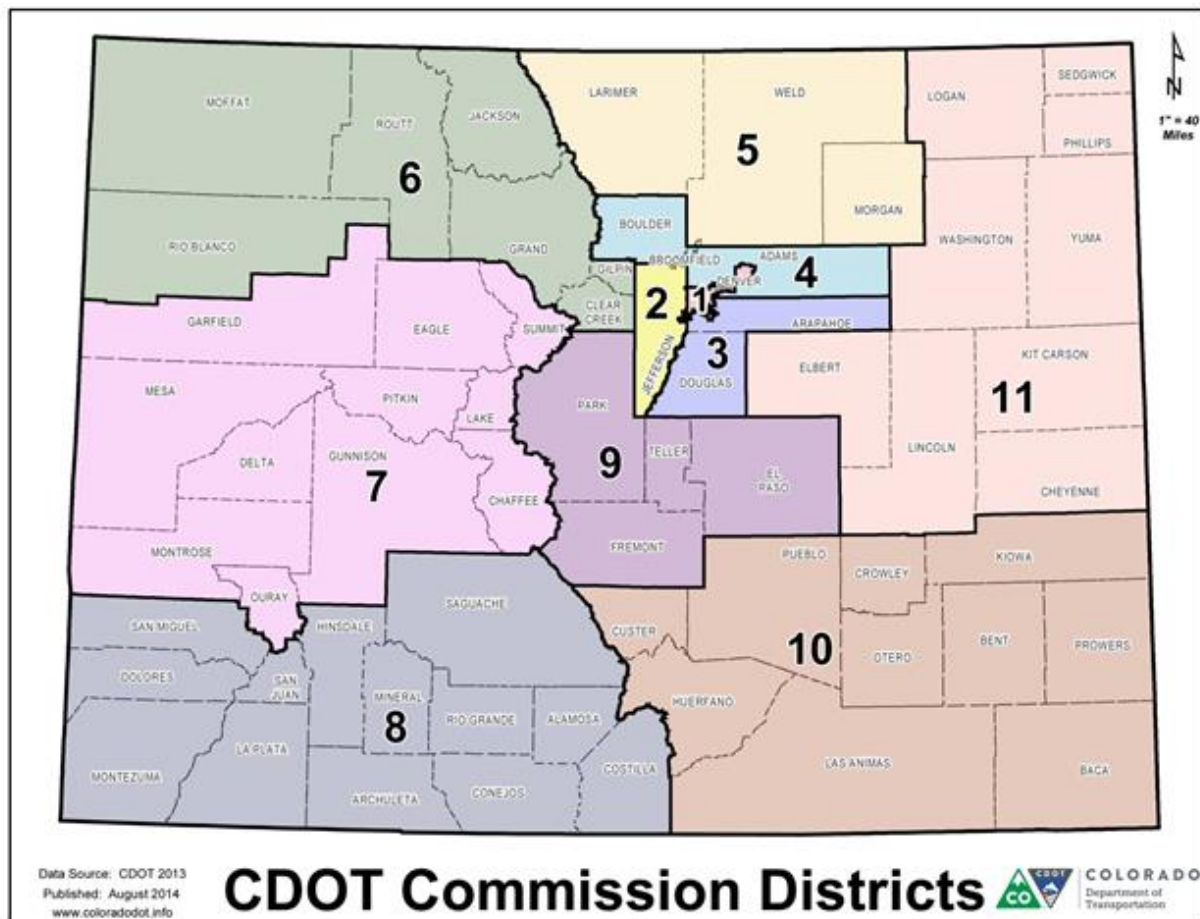 MOFFAT
ROUTT
JACKSON
LARIMER
WELD
LOGAN
SEDGWICK
PHILLIPS
N
1" = 40
Miles
6
5
RIO BLANCO
GRAND
BOULDER
MORGAN
WASHINGTON
YUMA
GILPIN
BROOMFIELD
ADAMS
DENVER
4
CLEAR
CREEK
2
1
GARFIELD
EAGLE
SUMMIT
JEFFERSON
ARAPAHOE
3
DOUGLAS
ELBERT
KIT CARSON
11
MESA
PITKIN
LAKE
PARK
DELTA
GUNNISON
7
CHAFFEE
9
TELLER
EL
PASO
LINCOLN
CHEYENNE
MONTROSE
FREMONT
PUEBLO
CROWLEY
KIOWA
OURAY
SAGUACHE
SAN MIGUEL
HINSDALE
CUSTER
10
OTERO
BENT
PROWERS
DOLORES
SAN
JUAN
MINERAL
8
RIO GRANDE
ALAMOSA
HUERFANO
MONTEZUMA
LA PLATA
ARCHULETA
CONEJOS
COSTILLA
LAS ANIMAS
BACA
Data Source: CDOT 2013
Published: August 2014
www.coloradodot.info
CDOT Commission Districts
CO
CDOT
COLORADO
Department of
Transportation